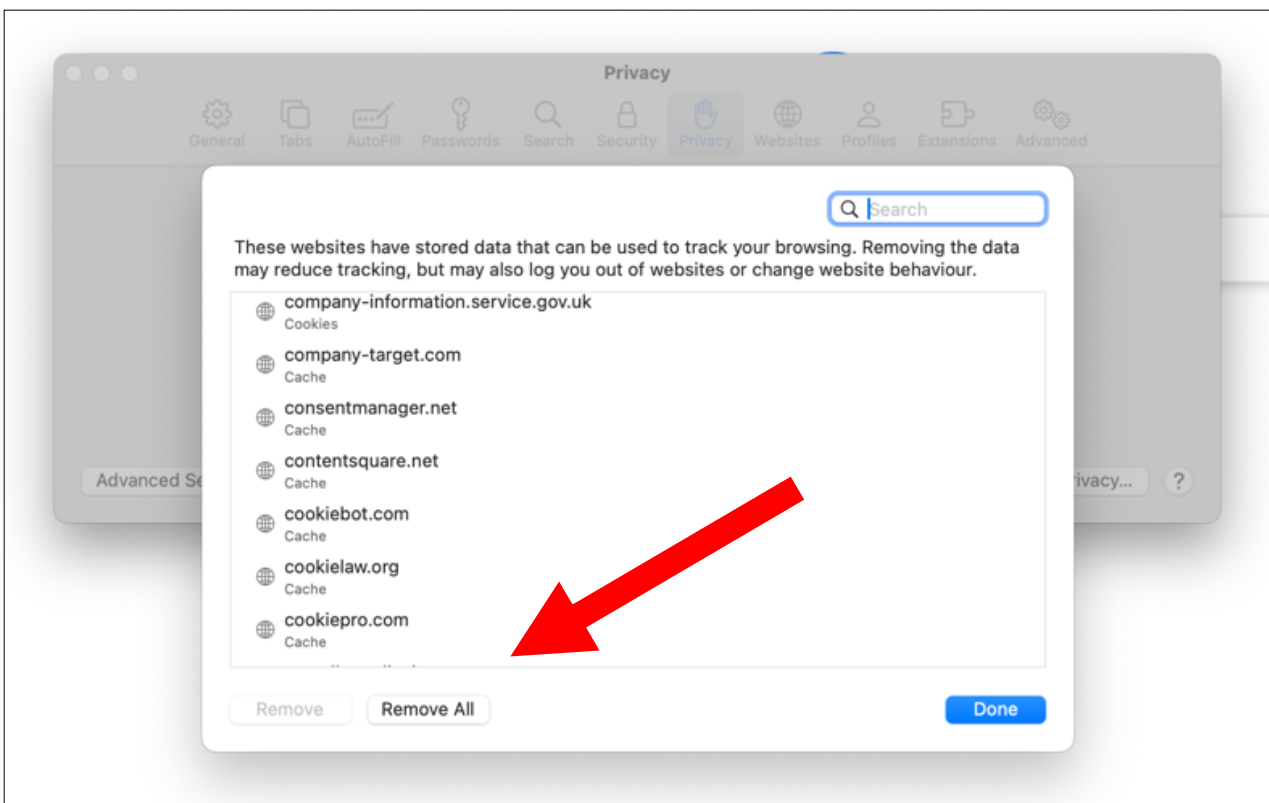 Privacy
General Tabs AutoFill Passwords Search Security Privacy Websites Profiles Extensions Advanced
Search
These websites have stored data that can be used to track your browsing. Removing the data
may reduce tracking, but may also log you out of websites or change website behaviour.
company-information.service.gov.uk
Cookies
company-target.com
Cache
consentmanager.net
Cache
contentsquare.net
Cache
Advanced Se
ivacy... ?
cookiebot.com
Cache
cookielaw.org
Cache
cookiepro.com
Cache
Remove Remove All Done